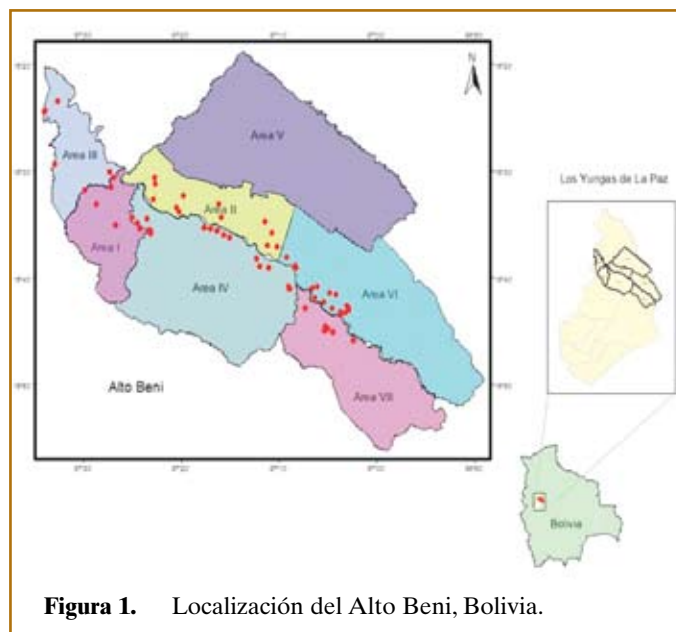 N
Area V
Area III
Los Yungas de La Paz
Area II
Area I
Area IV
Area VI
Alto Beni
Area VII
Bolivia
Figura 1. Localización del Alto Beni, Bolivia.